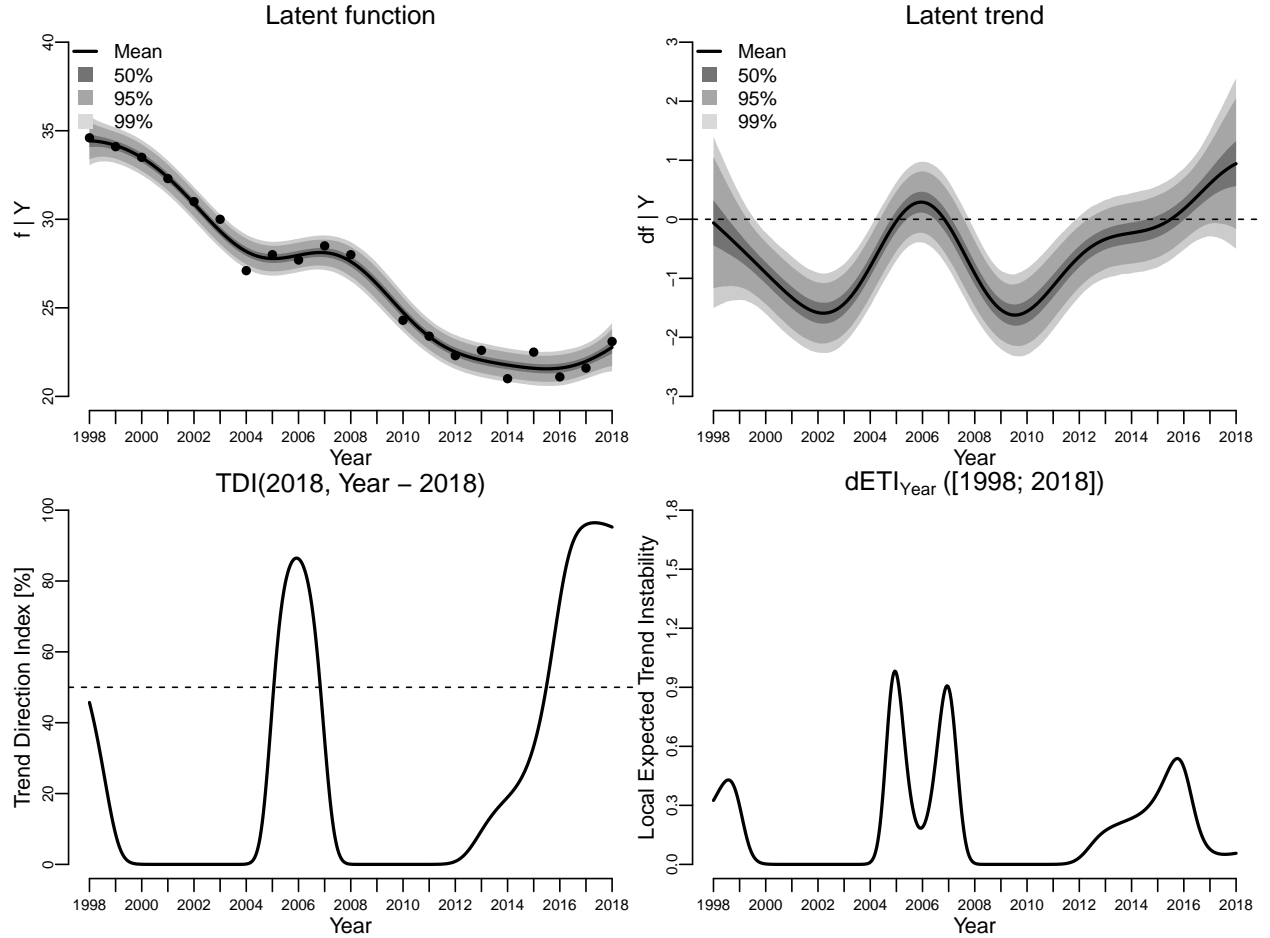 Latent function
40
35
30
25
20
f | Y
Mean
50%
95%
99%
1998 2000 2002 2004 2006 2008 2010 2012 2014 2016 2018
Year
Latent trend
3
2
1
0
−1
−2
−3
df | Y
Mean
50%
95%
99%
1998 2000 2002 2004 2006 2008 2010 2012 2014 2016 2018
Year
TDI(2018, Year − 2018)
100
80
60
40
20
0
Trend Direction Index [%]
1998 2000 2002 2004 2006 2008 2010 2012 2014 2016 2018
Year
dETIYear ([1998; 2018])
1.8
1.5
1.2
0.9
0.6
0.3
0.0
Local Expected Trend Instability
1998 2000 2002 2004 2006 2008 2010 2012 2014 2016 2018
Year